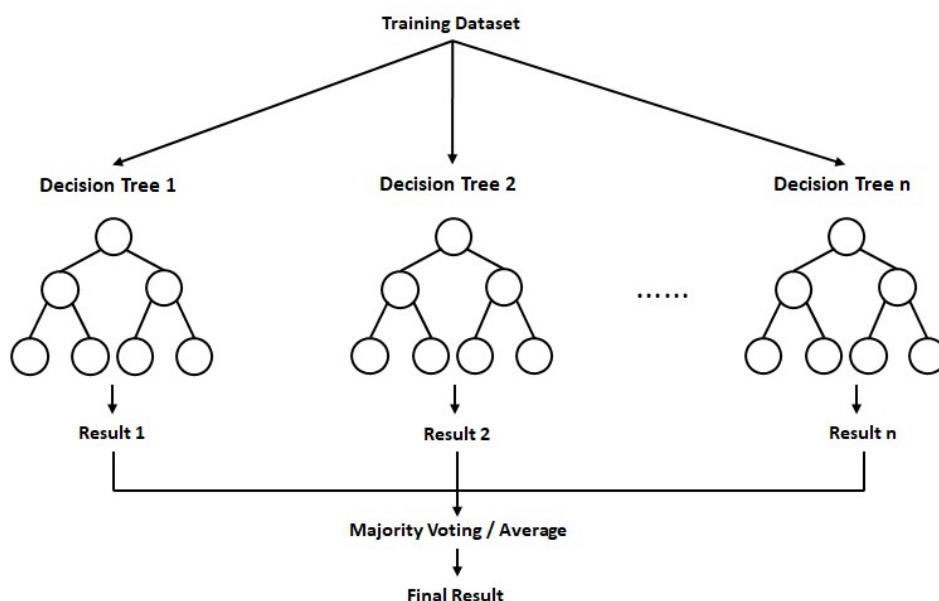 Training Dataset
Decision Tree 1
Decision Tree 2
Decision Tree n
......
Result 1
Result 2
Result n
Majority Voting / Average
Final Result